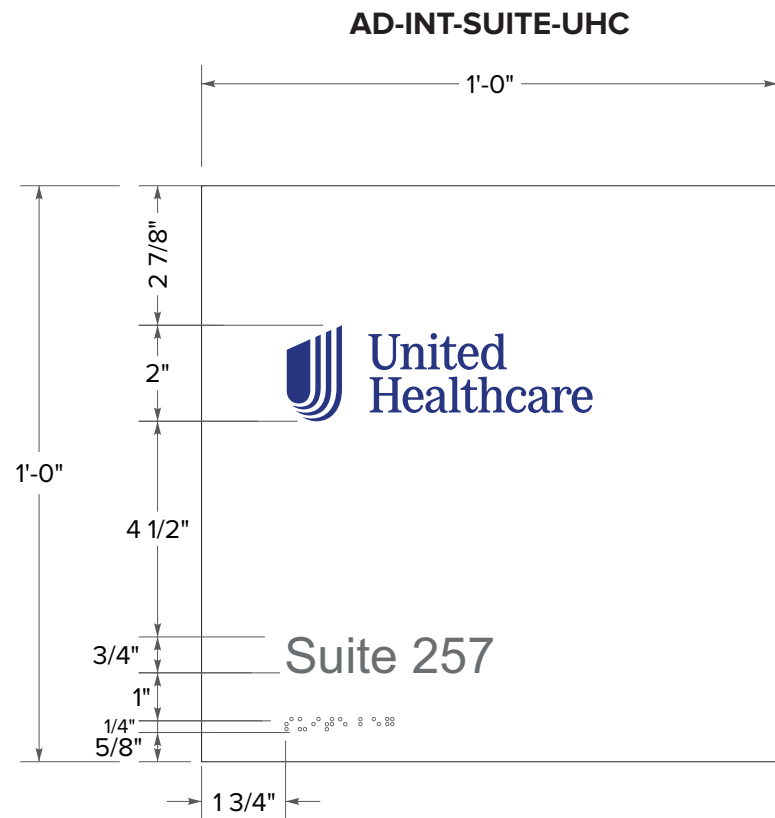 AD-INT-SUITE-UHC
1'-0"
2 7/8"
2"
United
Healthcare
1'-0"
4 1/2"
3/4"
Suite 257
1"
1/4"
5/8"
1 3/4"